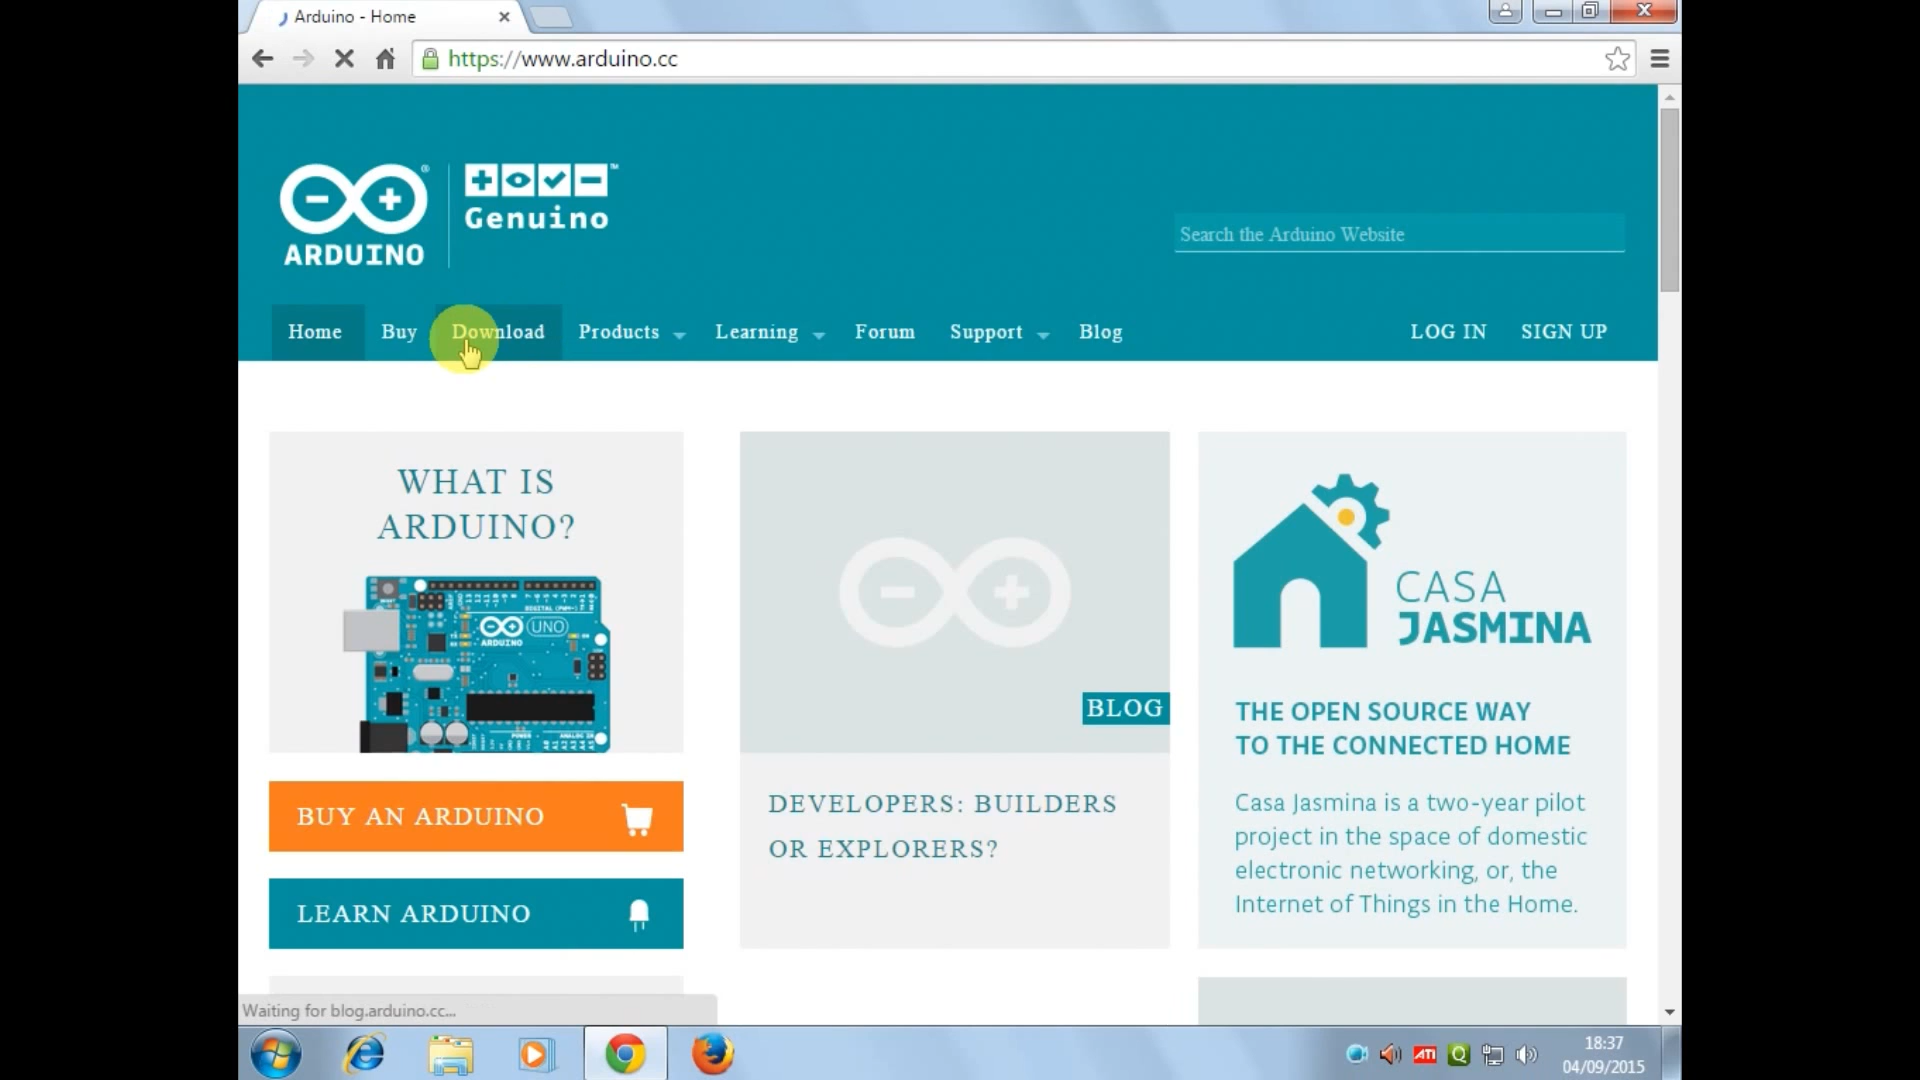 Arduino - Home
https://www.arduino.cc
ARDUINO
Genuino
Search the Arduino Website
Home Buy Download Products Learning Forum Support Blog LOG IN SIGN UP
WHAT IS
ARDUINO?
UNO
ARDUINO
BUY AN ARDUINO
LEARN ARDUINO
BLOG
DEVELOPERS: BUILDERS
OR EXPLORERS?
CASA
JASMINA
THE OPEN SOURCE WAY
TO THE CONNECTED HOME
Casa Jasmina is a two-year pilot
project in the space of domestic
electronic networking, or, the
Internet of Things in the Home.
Waiting for blog.arduino.cc...
ATI
18:37
04/09/2015